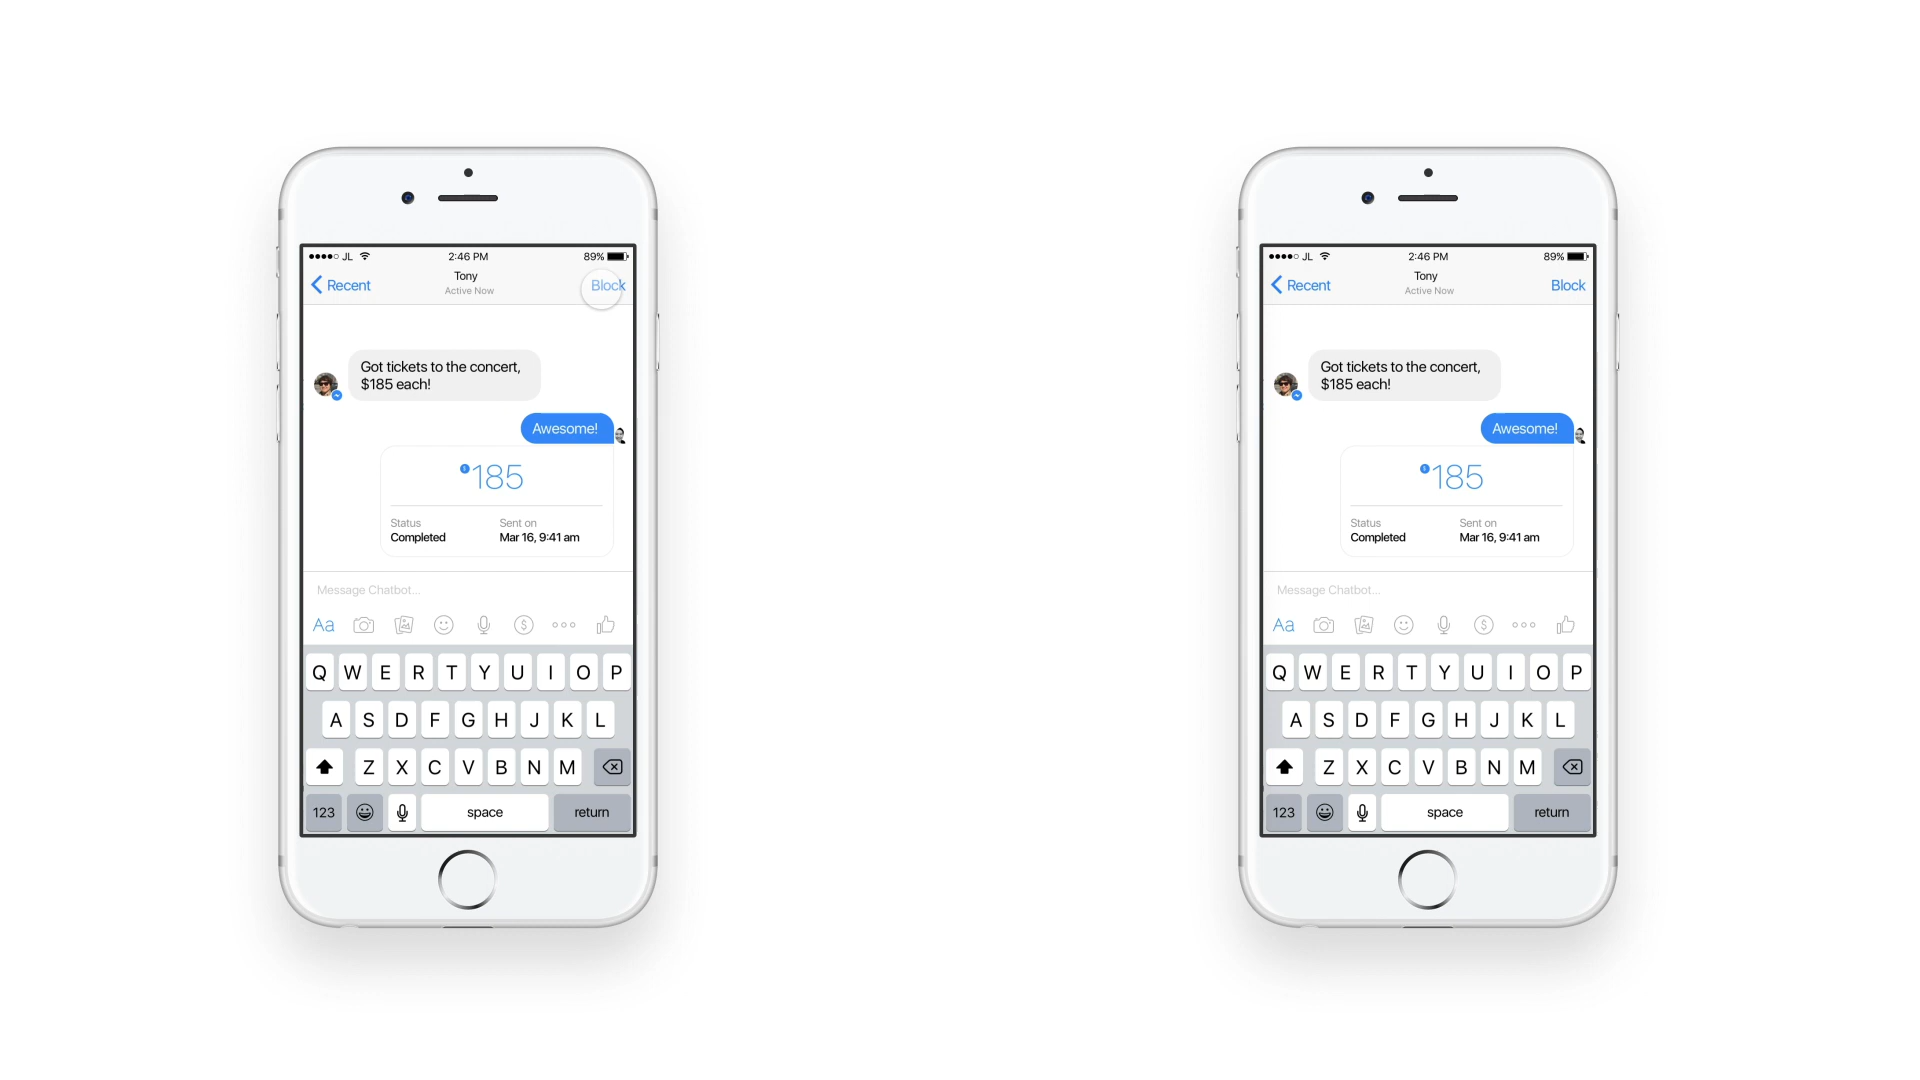 JL 2:46 PM 89%
Recent Tony Block
Active Now
Got tickets to the concert,
$185 each!
Awesome!
185
Status Sent on
Completed Mar 16, 9:41 am
Message Chatbot...
Aa
Q W E R T Y U I O P
A S D F G H J K L
Z X C V B N M
123 space return
JL 2:46 PM 89%
Recent Tony Block
Active Now
Got tickets to the concert,
$185 each!
Awesome!
185
Status Sent on
Completed Mar 16, 9:41 am
Message Chatbot...
Aa
Q W E R T Y U I O P
A S D F G H J K L
Z X C V B N M
123 space return